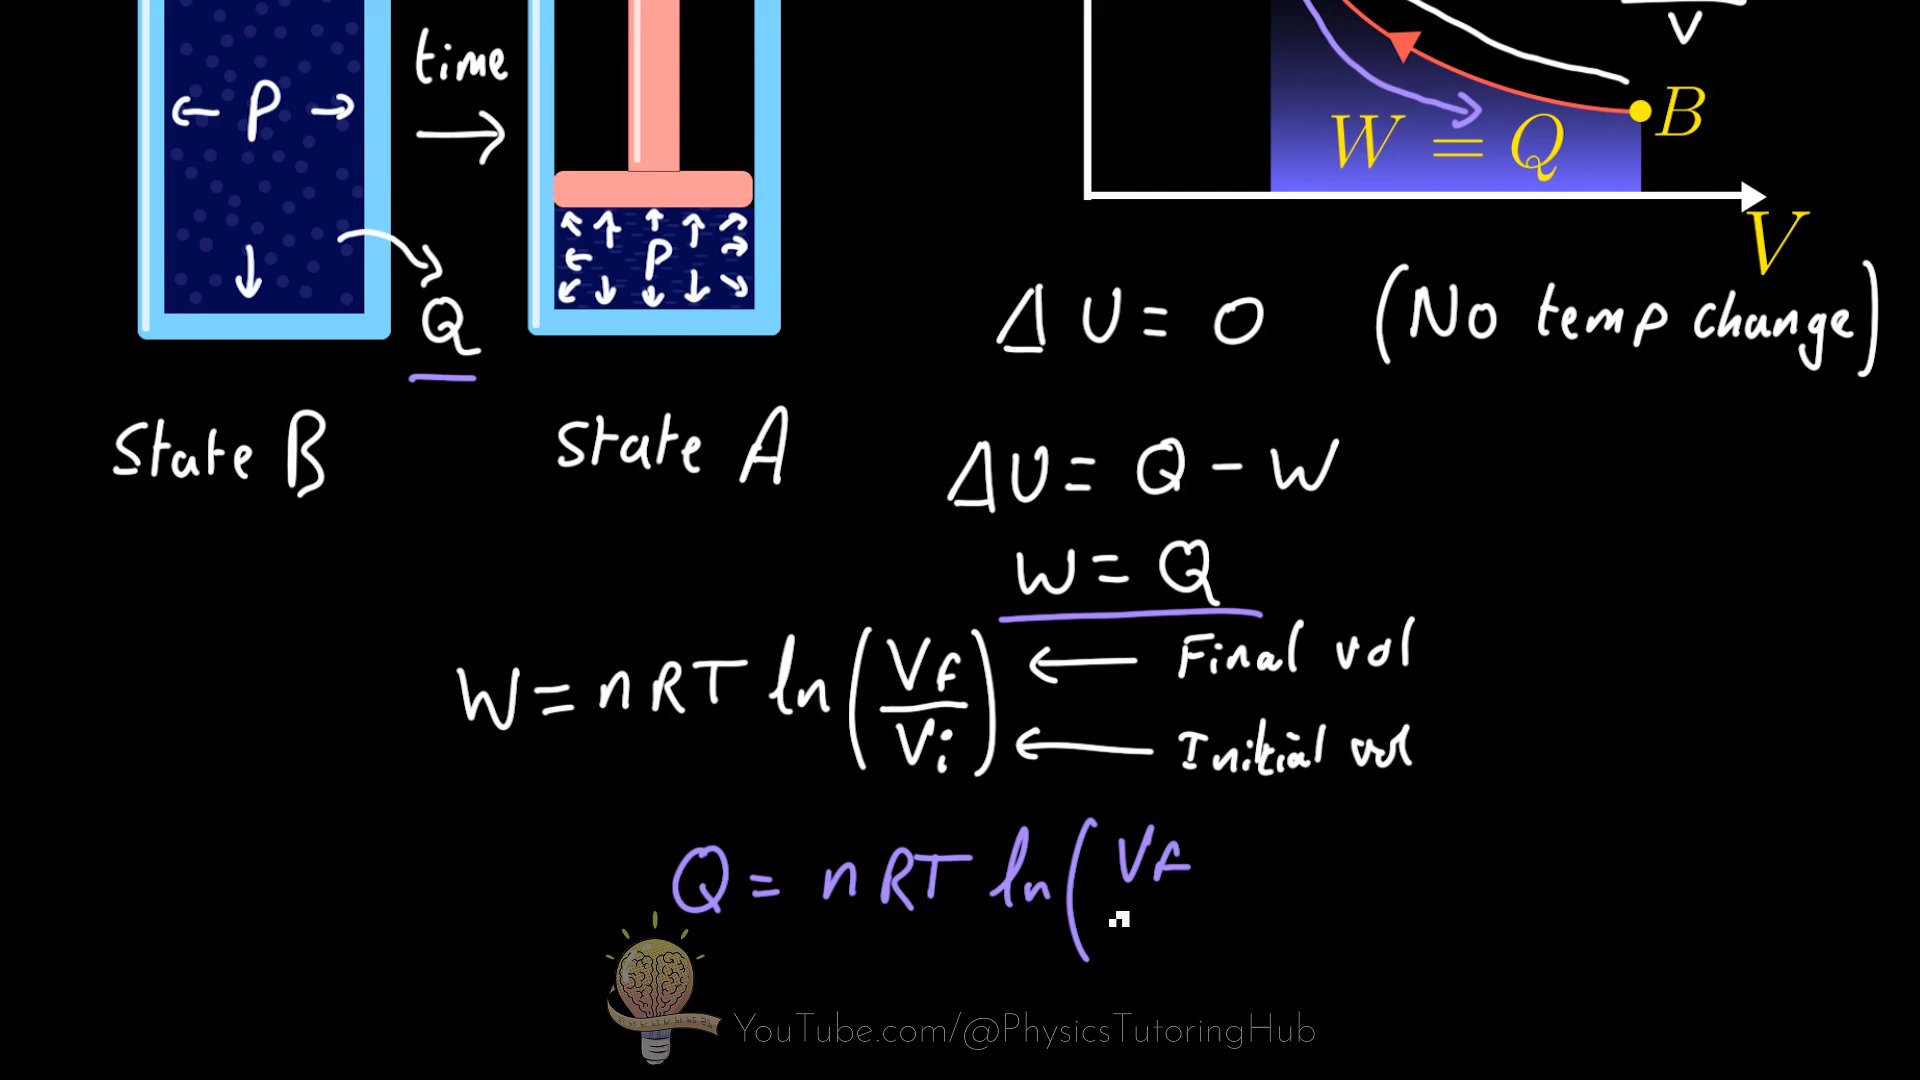 time
P
P
Q
State B
State A
V
B
W = Q
V
ΔU = 0 (No temp change)
ΔU = Q - W
W = Q
W = nRT ln(Vf/Vi)
← Final vol
← Initial vol
Q = nRT ln(Vf
YouTube.com/@PhysicsTutoringHub